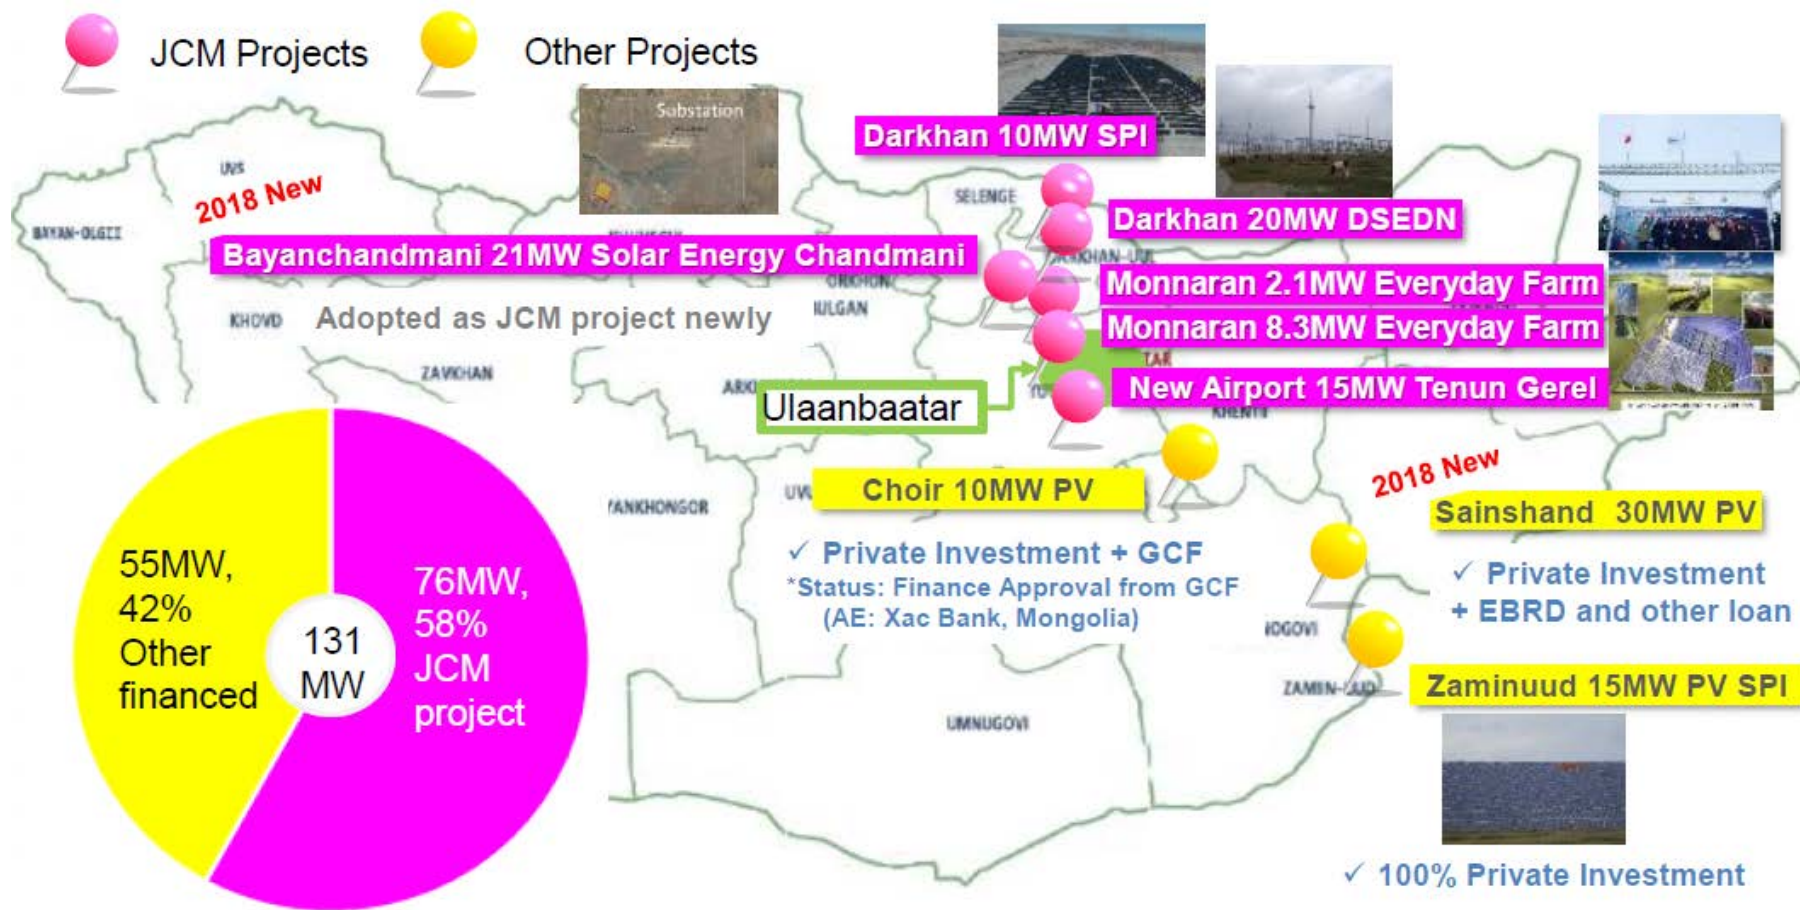 JCM Projects
Other Projects
Substation
Darkhan 10MW SPI
UVS
2018 New
SELENGE
Darkhan 20MW DSEDN
BAYAN-OLGII
Bayanchandmani 21MW Solar Energy Chandmani
ORKHON
Monnaran 2.1MW Everyday Farm
KHOVD
Adopted as JCM project newly
Monnaran 8.3MW Everyday Farm
ZAVKHAN
New Airport 15MW Tenun Gerel
Ulaanbaatar
KHENTII
2018 New
Choir 10MW PV
Sainshand 30MW PV
✓ Private Investment + GCF
*Status: Finance Approval from GCF
(AE: Xac Bank, Mongolia)
✓ Private Investment
+ EBRD and other loan
55MW,
42%
Other
financed
131
MW
76MW,
58%
JCM
project
ZAMIIN-UUD
Zaminuud 15MW PV SPI
UMNUGOVI
✓ 100% Private Investment